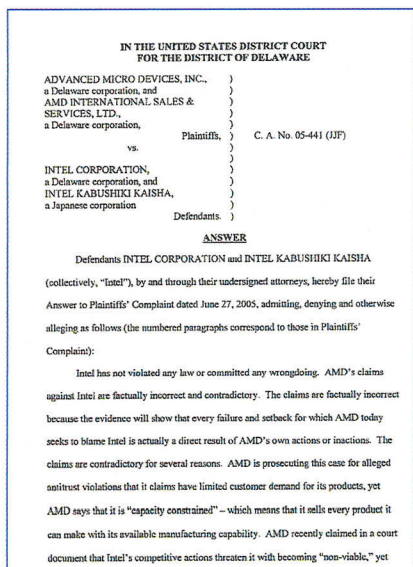 IN THE UNITED STATES DISTRICT COURT
FOR THE DISTRICT OF DELAWARE
ADVANCED MICRO DEVICES, INC., )
a Delaware corporation, and )
AMD INTERNATIONAL SALES & )
SERVICES, LTD., )
a Delaware corporation, )
Plaintiffs, ) C. A. No. 05-441 (JJF)
vs. )
)
INTEL CORPORATION, )
a Delaware corporation, and )
INTEL KABUSHIKI KAISHA, )
a Japanese corporation )
Defendants. )
ANSWER
Defendants INTEL CORPORATION and INTEL KABUSHIKI KAISHA
(collectively, “Intel”), by and through their undersigned attorneys, hereby file their
Answer to Plaintiffs’ Complaint dated June 27, 2005, admitting, denying and otherwise
alleging as follows (the numbered paragraphs correspond to those in Plaintiffs’
Complaint):
Intel has not violated any law or committed any wrongdoing. AMD’s claims
against Intel are factually incorrect and contradictory. The claims are factually incorrect
because the evidence will show that every failure and setback for which AMD today
seeks to blame Intel is actually a direct result of AMD’s own actions or inactions. The
claims are contradictory for several reasons. AMD is prosecuting this case for alleged
antitrust violations that it claims have limited customer demand for its products, yet
AMD says that it is “capacity constrained” – which means that it sells every product it
can make with its available manufacturing capability. AMD recently claimed in a court
document that Intel’s competitive actions threaten it with becoming “non-viable,” yet